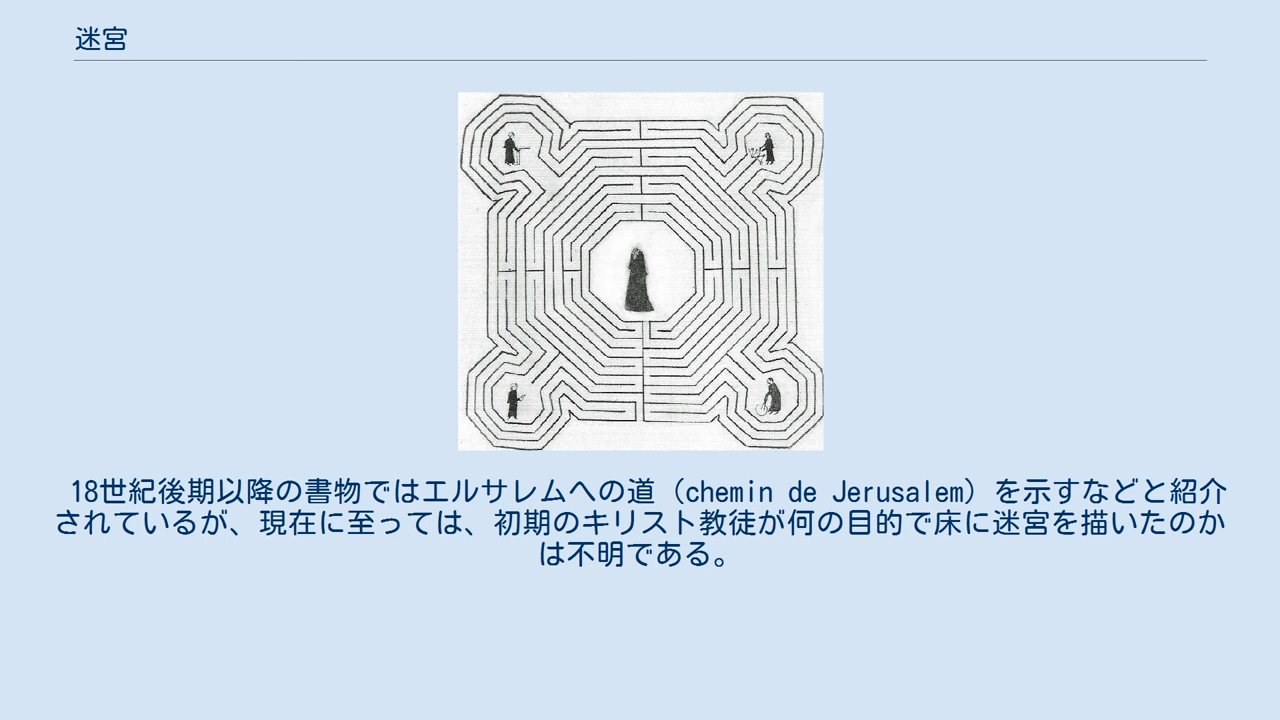 迷宮
18世紀後期以降の書物ではエルサレムへの道（chemin de Jerusalem）を示すなどと紹介
されているが、現在に至っては、初期のキリスト教徒が何の目的で床に迷宮を描いたのか
は不明である。